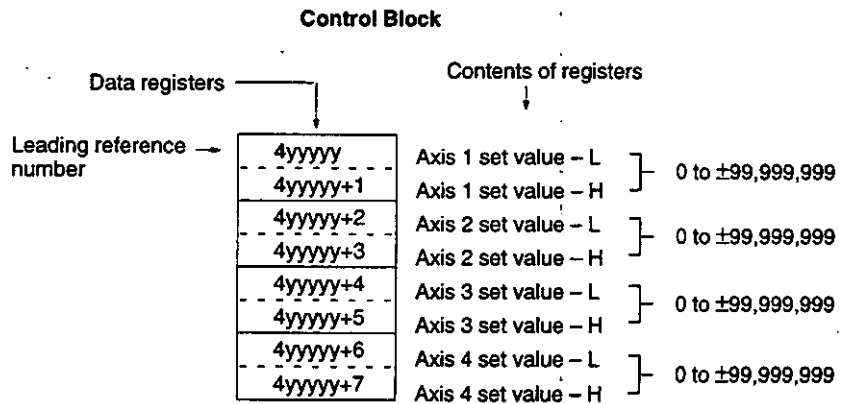 Control Block
Data registers
Contents of registers
Leading reference
number
4yyyyy
Axis 1 set value – L
0 to ±99,999,999
4yyyyy+1
Axis 1 set value – H
4yyyyy+2
Axis 2 set value – L
0 to ±99,999,999
4yyyyy+3
Axis 2 set value – H
4yyyyy+4
Axis 3 set value – L
0 to ±99,999,999
4yyyyy+5
Axis 3 set value – H
4yyyyy+6
Axis 4 set value – L
0 to ±99,999,999
4yyyyy+7
Axis 4 set value – H